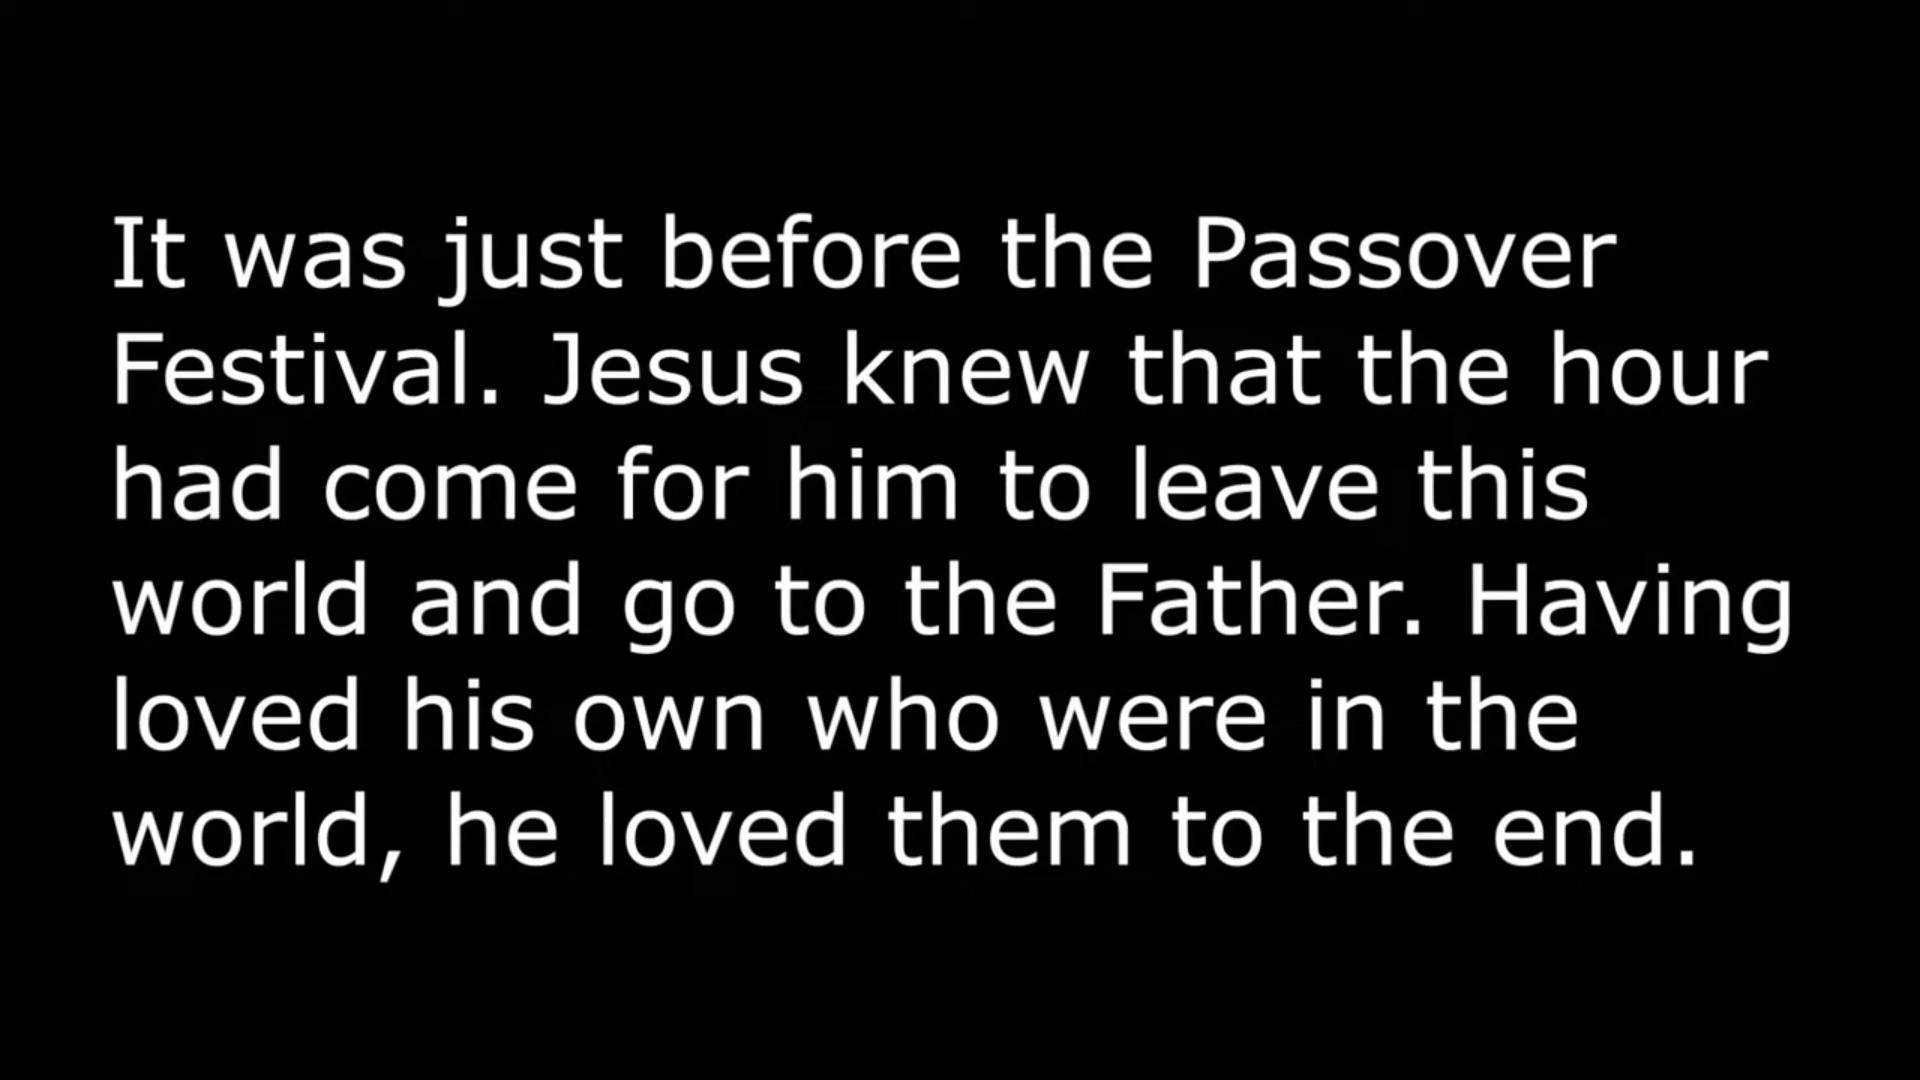 It was just before the Passover
Festival. Jesus knew that the hour
had come for him to leave this
world and go to the Father. Having
loved his own who were in the
world, he loved them to the end.